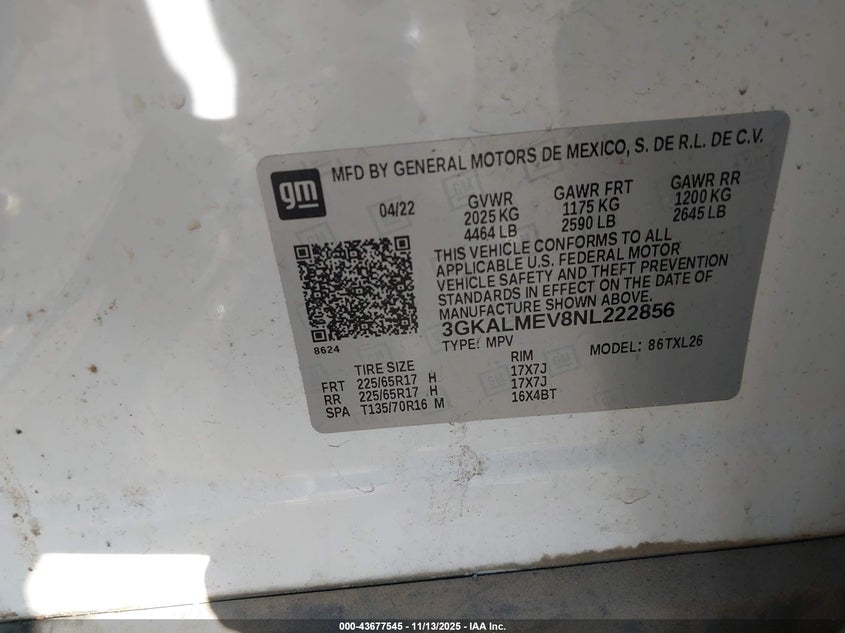 gm
MFD BY GENERAL MOTORS DE MEXICO, S. DE R.L. DE C.V.
04/22
GVWR GAWR FRT GAWR RR
2025 KG 1175 KG 1200 KG
4464 LB 2590 LB 2645 LB
THIS VEHICLE CONFORMS TO ALL
APPLICABLE U.S. FEDERAL MOTOR
VEHICLE SAFETY AND THEFT PREVENTION
STANDARDS IN EFFECT ON THE DATE OF
MANUFACTURE SHOWN ABOVE.
3GKALMEV8NL222856
8624
TYPE: MPV MODEL: 86TXL26
TIRE SIZE RIM
FRT 225/65R17 H 17X7J
RR 225/65R17 H 17X7J
SPA T135/70R16 M 16X4BT
000-43677545 - 11/13/2025 - IAA Inc.